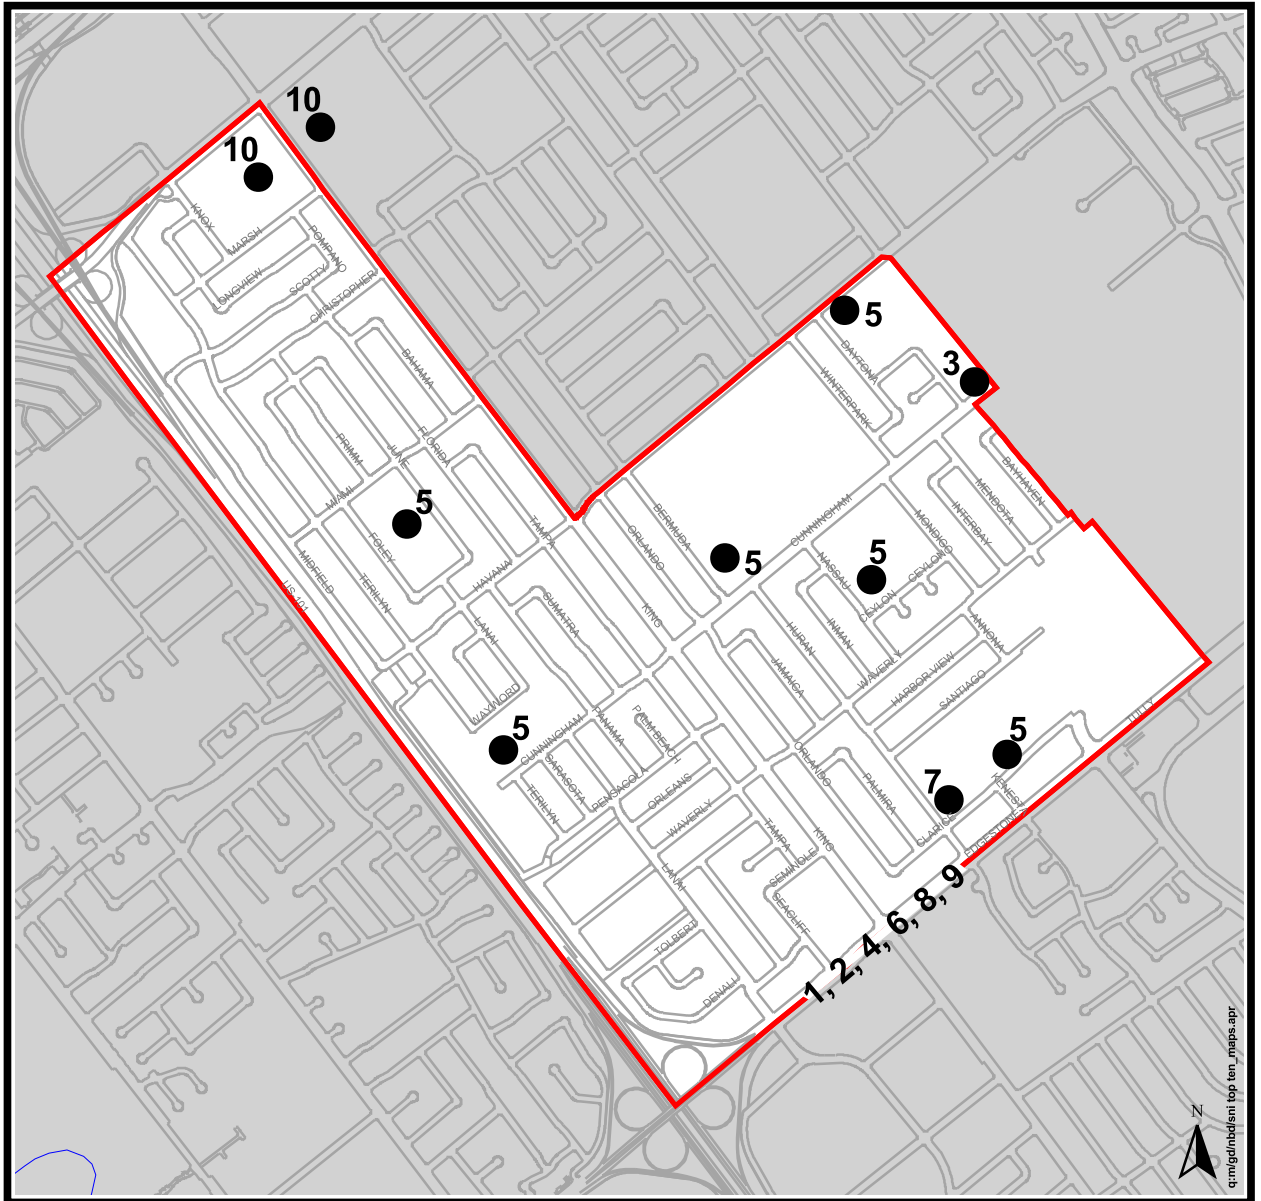 10
10
KNOX
MARSH
POMPANO
LONGVIEW
SCOTTY
CHRISTOPHER
5
DAYTONA
3
WINTERPARK
BAHAMA
PRIMM
JUNE
FLORIDA
MIAMI
5
FOLEY
TAMPA
BERMUDA
ORLANDO
5
CUNNINGHAM
BAYHAVEN
MENDOTA
INTERBAY
MONDIGO
5
NASSAU
CEYLON
CEYLON
MIDFIELD
US 101
TERILYN
HAVANA
SUMATRA
KING
HURAN
INMAN
ANNONA
LANAI
WAVERLY
HARBOR VIEW
SANTIAGO
JAMAICA
WAYWORD
5
CUNNINGHAM
PANAMA
PALM BEACH
TULLY
5
SARASOTA
TERILYN
PENSACOLA
ORLEANS
WAVERLY
ORLANDO
PALMIRA
7
KENESTA
CLARICE
EDGESTONE
TAMPA
KING
SEMINOLE
SEACLIFF
LANAI
TOLBERT
DENALI
1, 2, 4, 6, 8, 9
N
q:m/gd/nbd/sni top ten_maps.apr